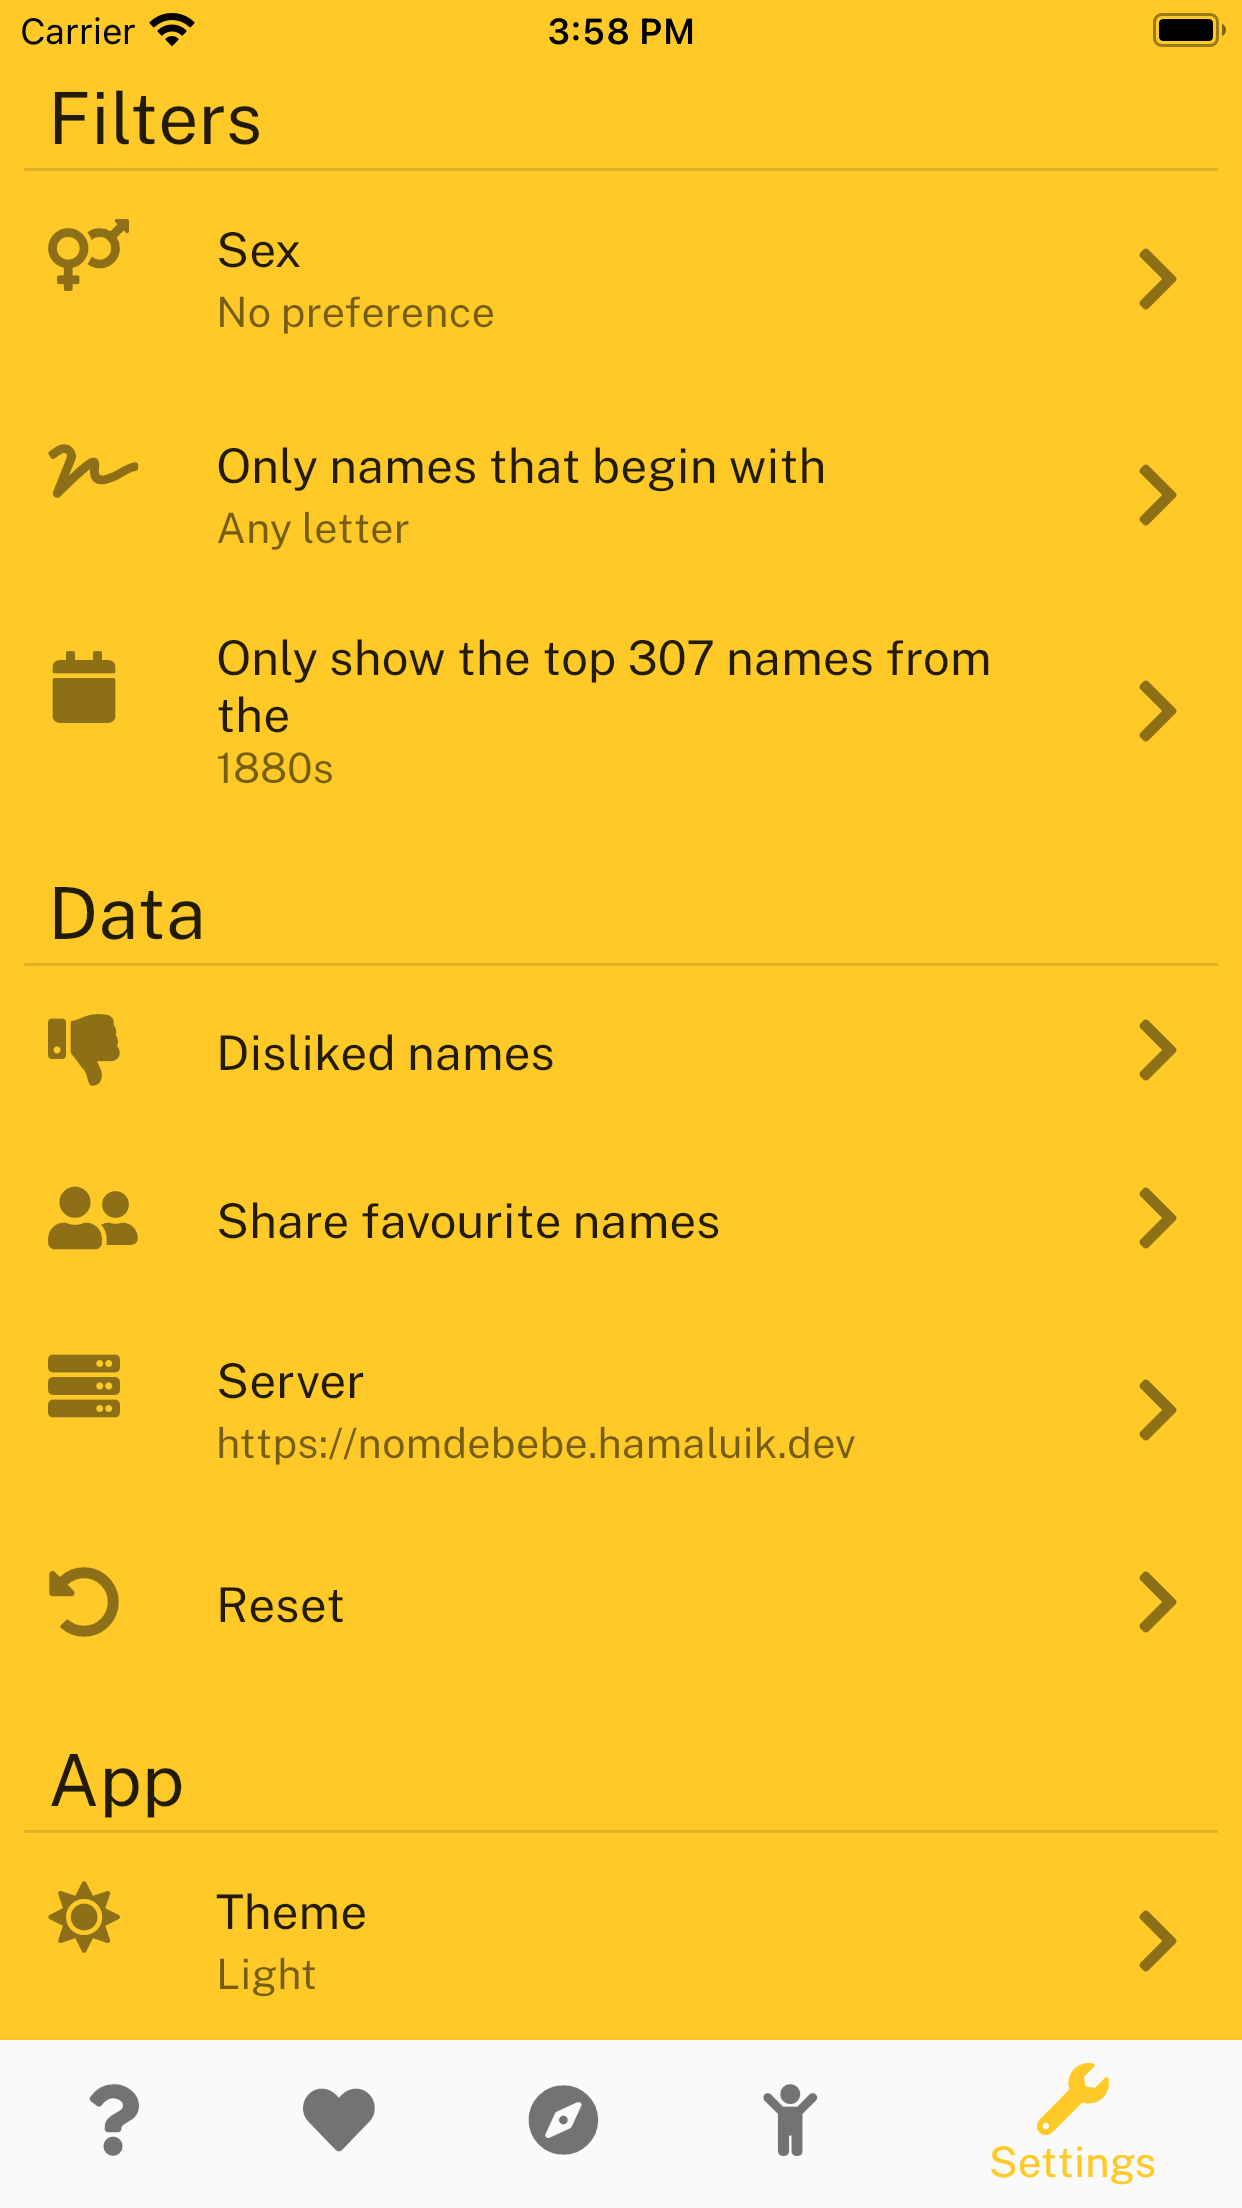 Carrier 3:58 PM
Filters
Sex
No preference
Only names that begin with
Any letter
Only show the top 307 names from
the
1880s
Data
Disliked names
Share favourite names
Server
https://nomdebebe.hamaluik.dev
Reset
App
Theme
Light
Settings